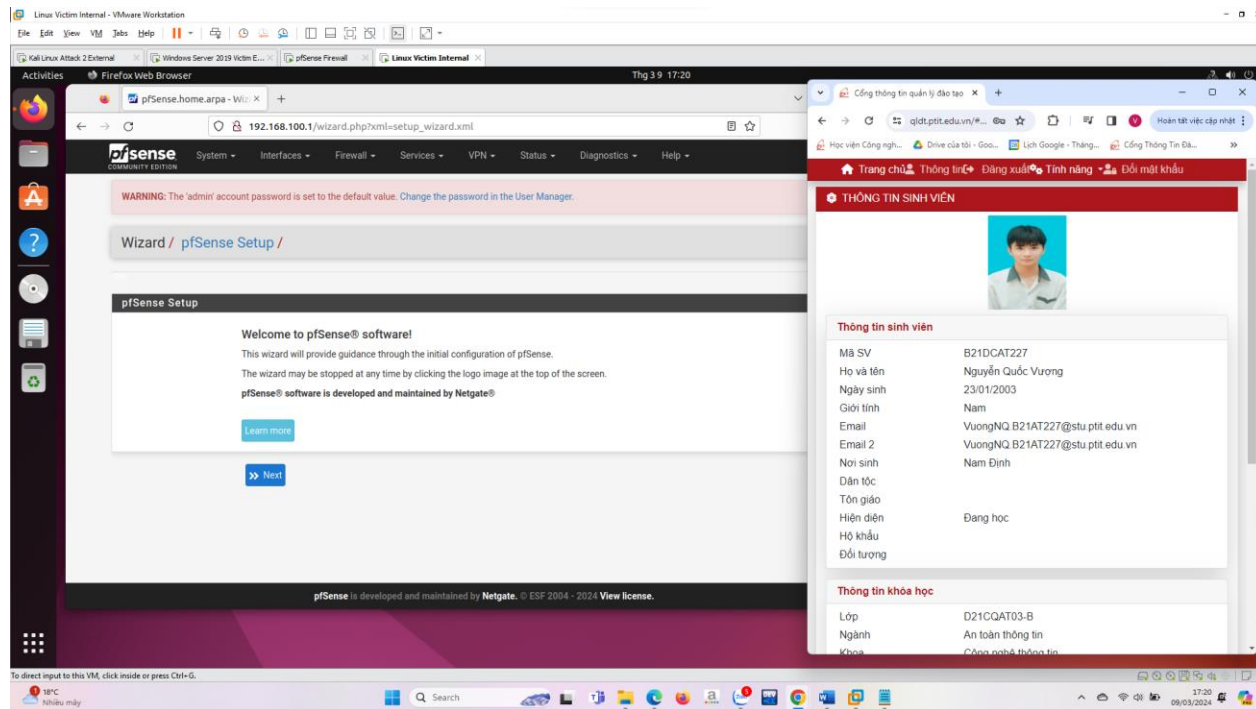 Linux Victim Internal - VMware Workstation
File Edit View VM Tabs Help
Kali Linux Attack 2 External
Windows Server 2019 Victim E...
pfSense Firewall
Linux Victim Internal
Activities
Firefox Web Browser
Thg 3 9 17:20
pfSense.home.arpa - Wiz
192.168.100.1/wizard.php?xml=setup_wizard.xml
pfsense
COMMUNITY EDITION
System
Interfaces
Firewall
Services
VPN
Status
Diagnostics
Help
WARNING: The 'admin' account password is set to the default value. Change the password in the User Manager.
Wizard / pfSense Setup /
pfSense Setup
Welcome to pfSense® software!
This wizard will provide guidance through the initial configuration of pfSense.
The wizard may be stopped at any time by clicking the logo image at the top of the screen.
pfSense® software is developed and maintained by Netgate®
Learn more
Next
pfSense is developed and maintained by Netgate. © ESF 2004 - 2024 View license.
Cổng thông tin quản lý đào tạo
qldt.ptit.edu.vn/#...
Hoàn tất việc cập nhật
Học viện Công ngh...
Drive của tôi - Goo...
Lịch Google - Tháng...
Cổng Thông Tin Đà...
Trang chủ
Thông tin
Đăng xuất
Tính năng
Đổi mật khẩu
THÔNG TIN SINH VIÊN
Thông tin sinh viên
Mã SV B21DCAT227
Họ và tên Nguyễn Quốc Vượng
Ngày sinh 23/01/2003
Giới tính Nam
Email VuongNQ.B21AT227@stu.ptit.edu.vn
Email 2 VuongNQ.B21AT227@stu.ptit.edu.vn
Nơi sinh Nam Định
Dân tộc
Tôn giáo
Hiện diện Đang học
Hộ khẩu
Đối tượng
Thông tin khóa học
Lớp D21CQAT03-B
Ngành An toàn thông tin
Khoa Công nghệ thông tin
To direct input to this VM, click inside or press Ctrl+G.
18°C
Nhiều mây
Search
17:20
09/03/2024